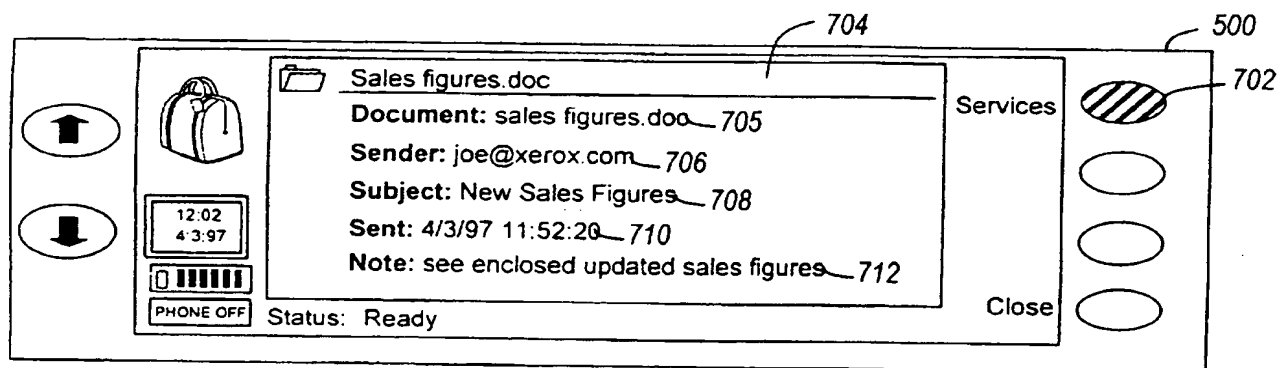 704
500
702
Sales figures.doc
Document: sales figures.doc 705
Sender: joe@xerox.com 706
Subject: New Sales Figures 708
Sent: 4/3/97 11:52:20 710
Note: see enclosed updated sales figures 712
Services
Close
12:02
4:3:97
PHONE OFF
Status: Ready